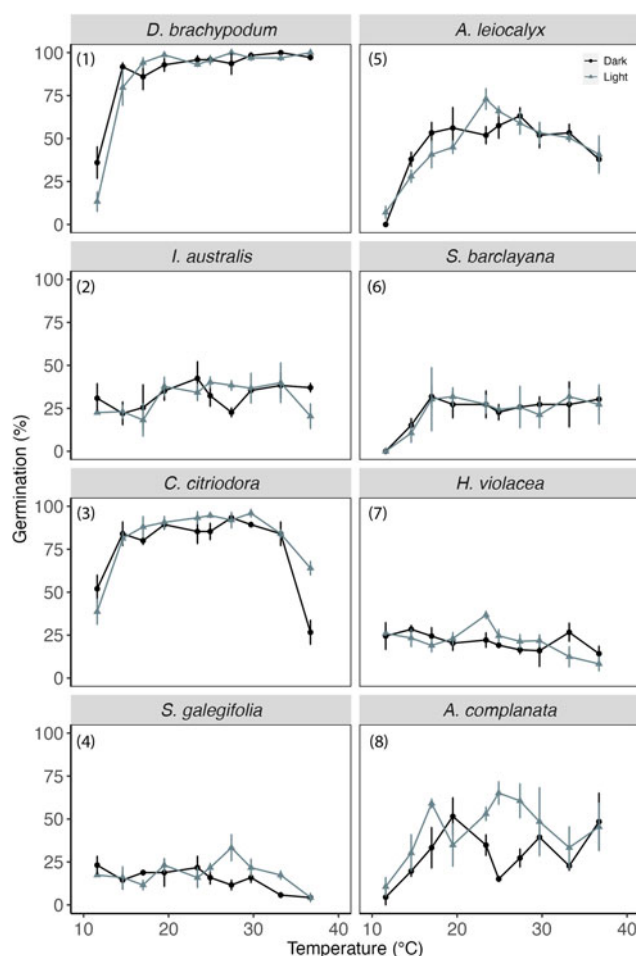 D. brachypodum
A. leiocalyx
100
75
50
25
0
(1)
(5)
Dark
Light
I. australis
S. barclayana
100
75
50
25
0
(2)
(6)
Germination (%)
C. citriodora
H. violacea
100
75
50
25
0
(3)
(7)
S. galegifolia
A. complanata
100
75
50
25
0
(4)
(8)
10 20 30 40 10 20 30 40
Temperature (°C)